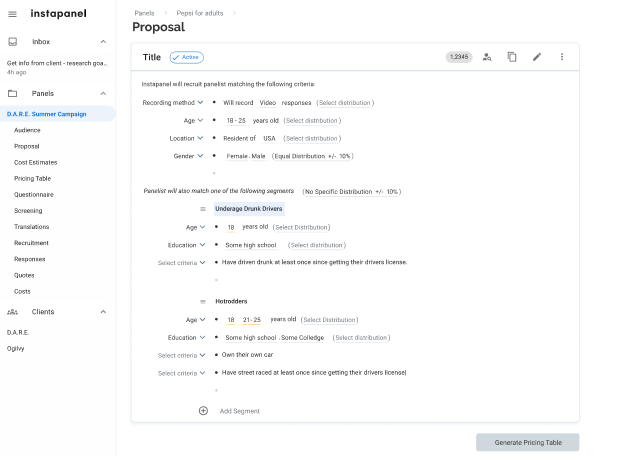 instapanel
Inbox
Get info from client - research goa...
4h ago
Panels
D.A.R.E. Summer Campaign
Audience
Proposal
Cost Estimates
Pricing Table
Questionnaire
Screening
Translations
Recruitment
Responses
Quotes
Costs
Clients
D.A.R.E.
Ogilvy
Panels > Pepsi for adults >
Proposal
Title Active 1,2345
Instapanel will recruit panelist matching the following criteria:
Recording method • Will record Video responses (Select distribution)
Age • 18 - 25 years old (Select distribution)
Location • Resident of USA (Select distribution)
Gender • Female , Male (Equal Distribution +/- 10%)
Panelist will also match one of the following segments (No Specific Distribution +/- 10%)
Underage Drunk Drivers
Age • 18 years old (Select Distribution)
Education • Some high school (Select distribution)
Select criteria • Have driven drunk at least once since getting their drivers license.
Hotrodders
Age • 18 21- 25 years old (Select Distribution)
Education • Some high school , Some Colledge (Select distribution)
Select criteria • Own their own car
Select criteria • Have street raced at least once since getting their drivers license
Add Segment
Generate Pricing Table